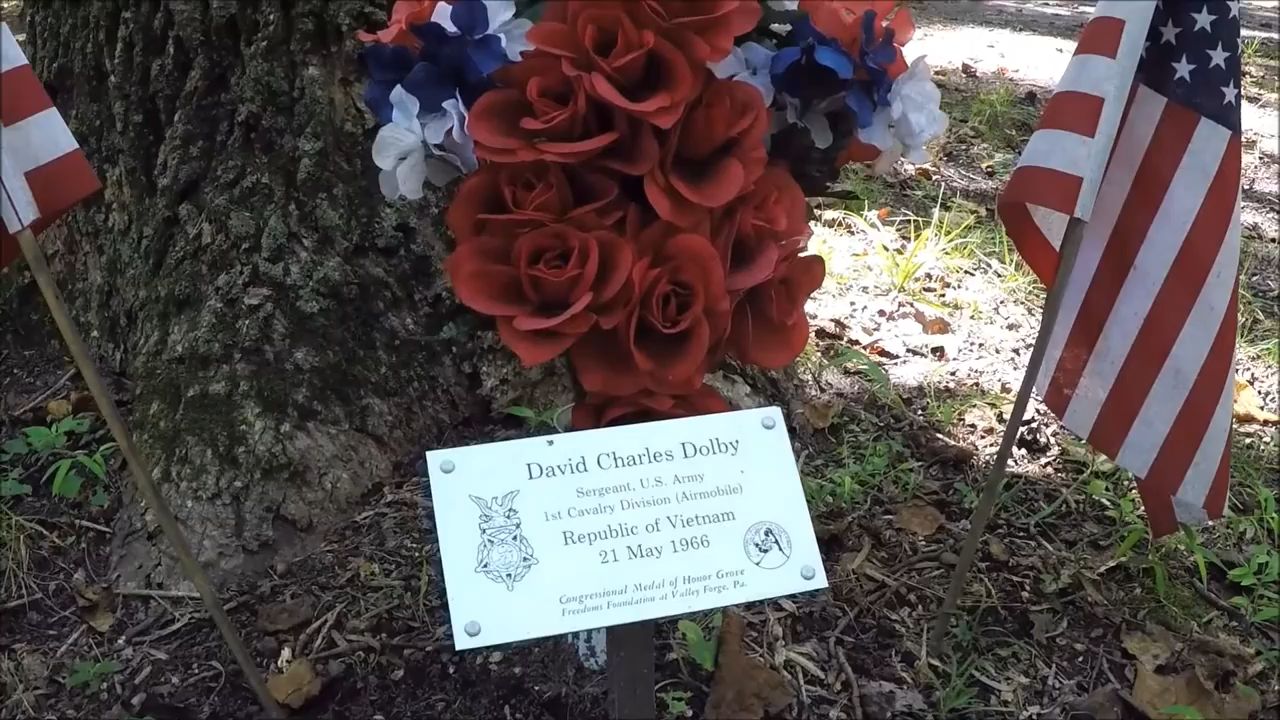 David Charles Dolby
Sergeant, U.S. Army
1st Cavalry Division (Airmobile)
Republic of Vietnam
21 May 1966
Congressional Medal of Honor Grove
Freedoms Foundation at Valley Forge, Pa.